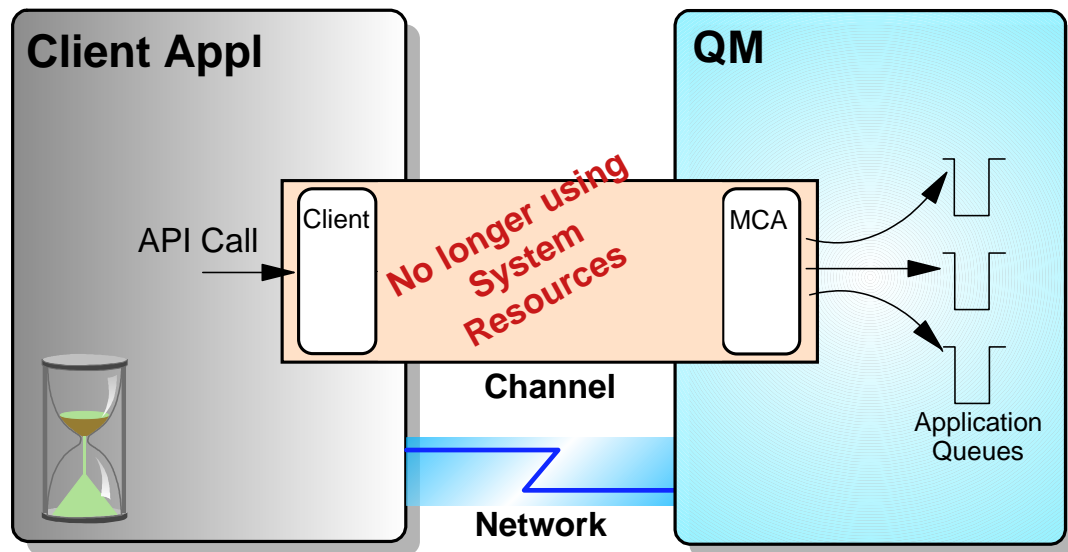 Client Appl
QM
No longer using
System
Resources
Client
MCA
API Call
Channel
Application
Queues
Network